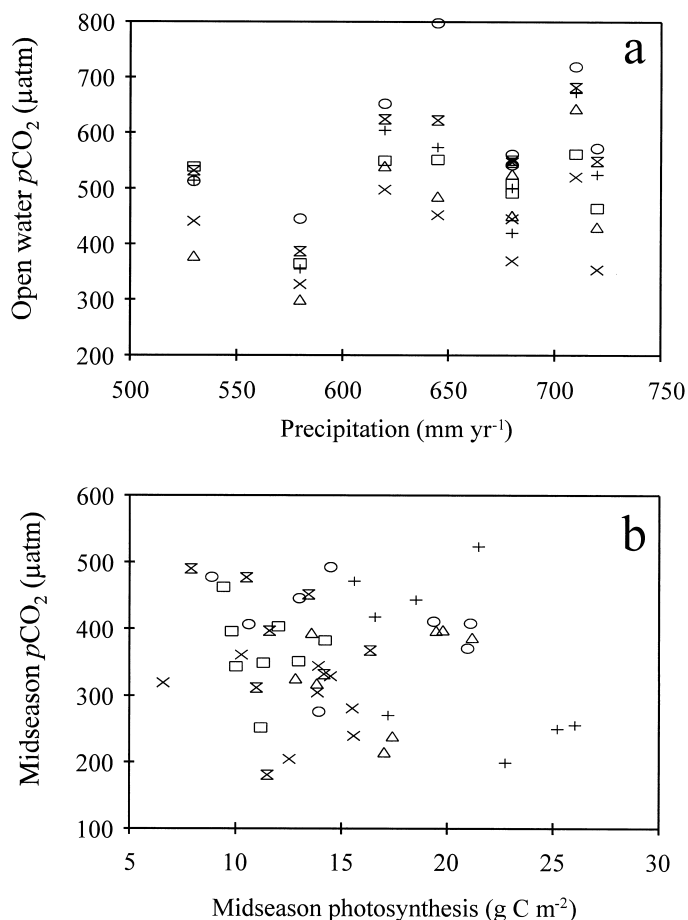 a
800
700
600
500
400
300
200
Open water pCO2 (μatm)
500 550 600 650 700 750
Precipitation (mm yr-1)
b
600
500
400
300
200
100
Midseason pCO2 (μatm)
5 10 15 20 25 30
Midseason photosynthesis (g C m-2)